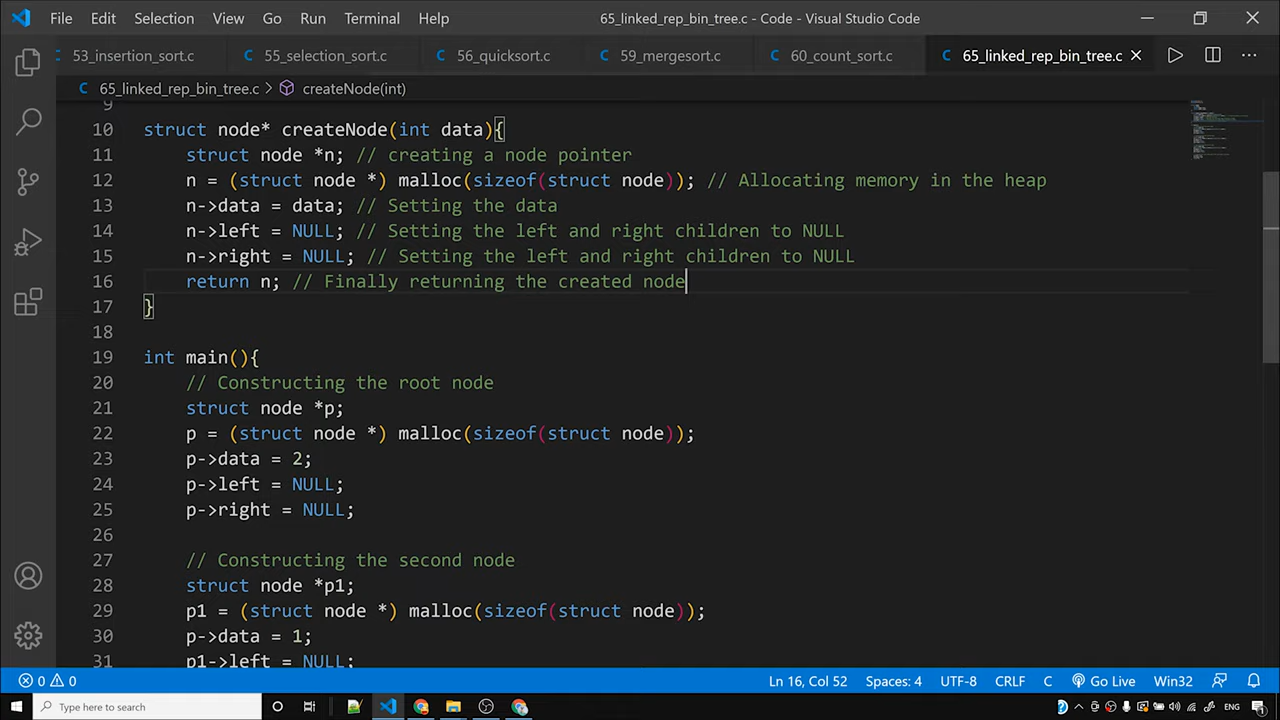 File Edit Selection View Go Run Terminal Help 65_linked_rep_bin_tree.c - Code - Visual Studio Code
C 53_insertion_sort.c C 55_selection_sort.c C 56_quicksort.c C 59_mergesort.c C 60_count_sort.c C 65_linked_rep_bin_tree.c
C 65_linked_rep_bin_tree.c > createNode(int)
9
10 struct node* createNode(int data){
11     struct node *n; // creating a node pointer
12     n = (struct node *) malloc(sizeof(struct node)); // Allocating memory in the heap
13     n->data = data; // Setting the data
14     n->left = NULL; // Setting the left and right children to NULL
15     n->right = NULL; // Setting the left and right children to NULL
16     return n; // Finally returning the created node
17 }
18
19 int main(){
20     // Constructing the root node
21     struct node *p;
22     p = (struct node *) malloc(sizeof(struct node));
23     p->data = 2;
24     p->left = NULL;
25     p->right = NULL;
26
27     // Constructing the second node
28     struct node *p1;
29     p1 = (struct node *) malloc(sizeof(struct node));
30     p->data = 1;
31     p1->left = NULL;
0 0 Ln 16, Col 52 Spaces: 4 UTF-8 CRLF C Go Live Win32
Type here to search ENG